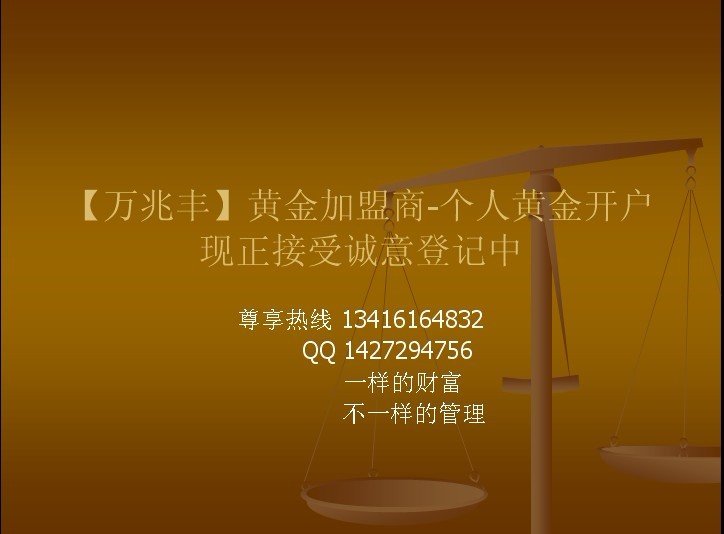 【万兆丰】黄金加盟商-个人黄金开户
现正接受诚意登记中
尊享热线 13416164832
QQ 1427294756
一样的财富
不一样的管理